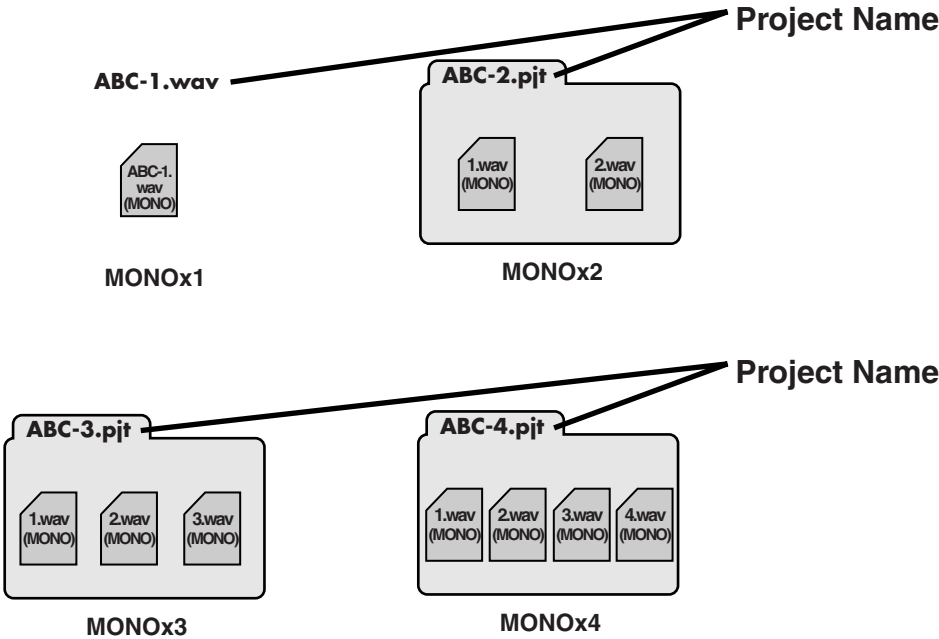 Project Name
ABC-1.wav
ABC-2.pjt
ABC-1.
wav
(MONO)
1.wav
(MONO)
2.wav
(MONO)
MONOx1
MONOx2
Project Name
ABC-3.pjt
ABC-4.pjt
1.wav
(MONO)
2.wav
(MONO)
3.wav
(MONO)
1.wav
(MONO)
2.wav
(MONO)
3.wav
(MONO)
4.wav
(MONO)
MONOx3
MONOx4